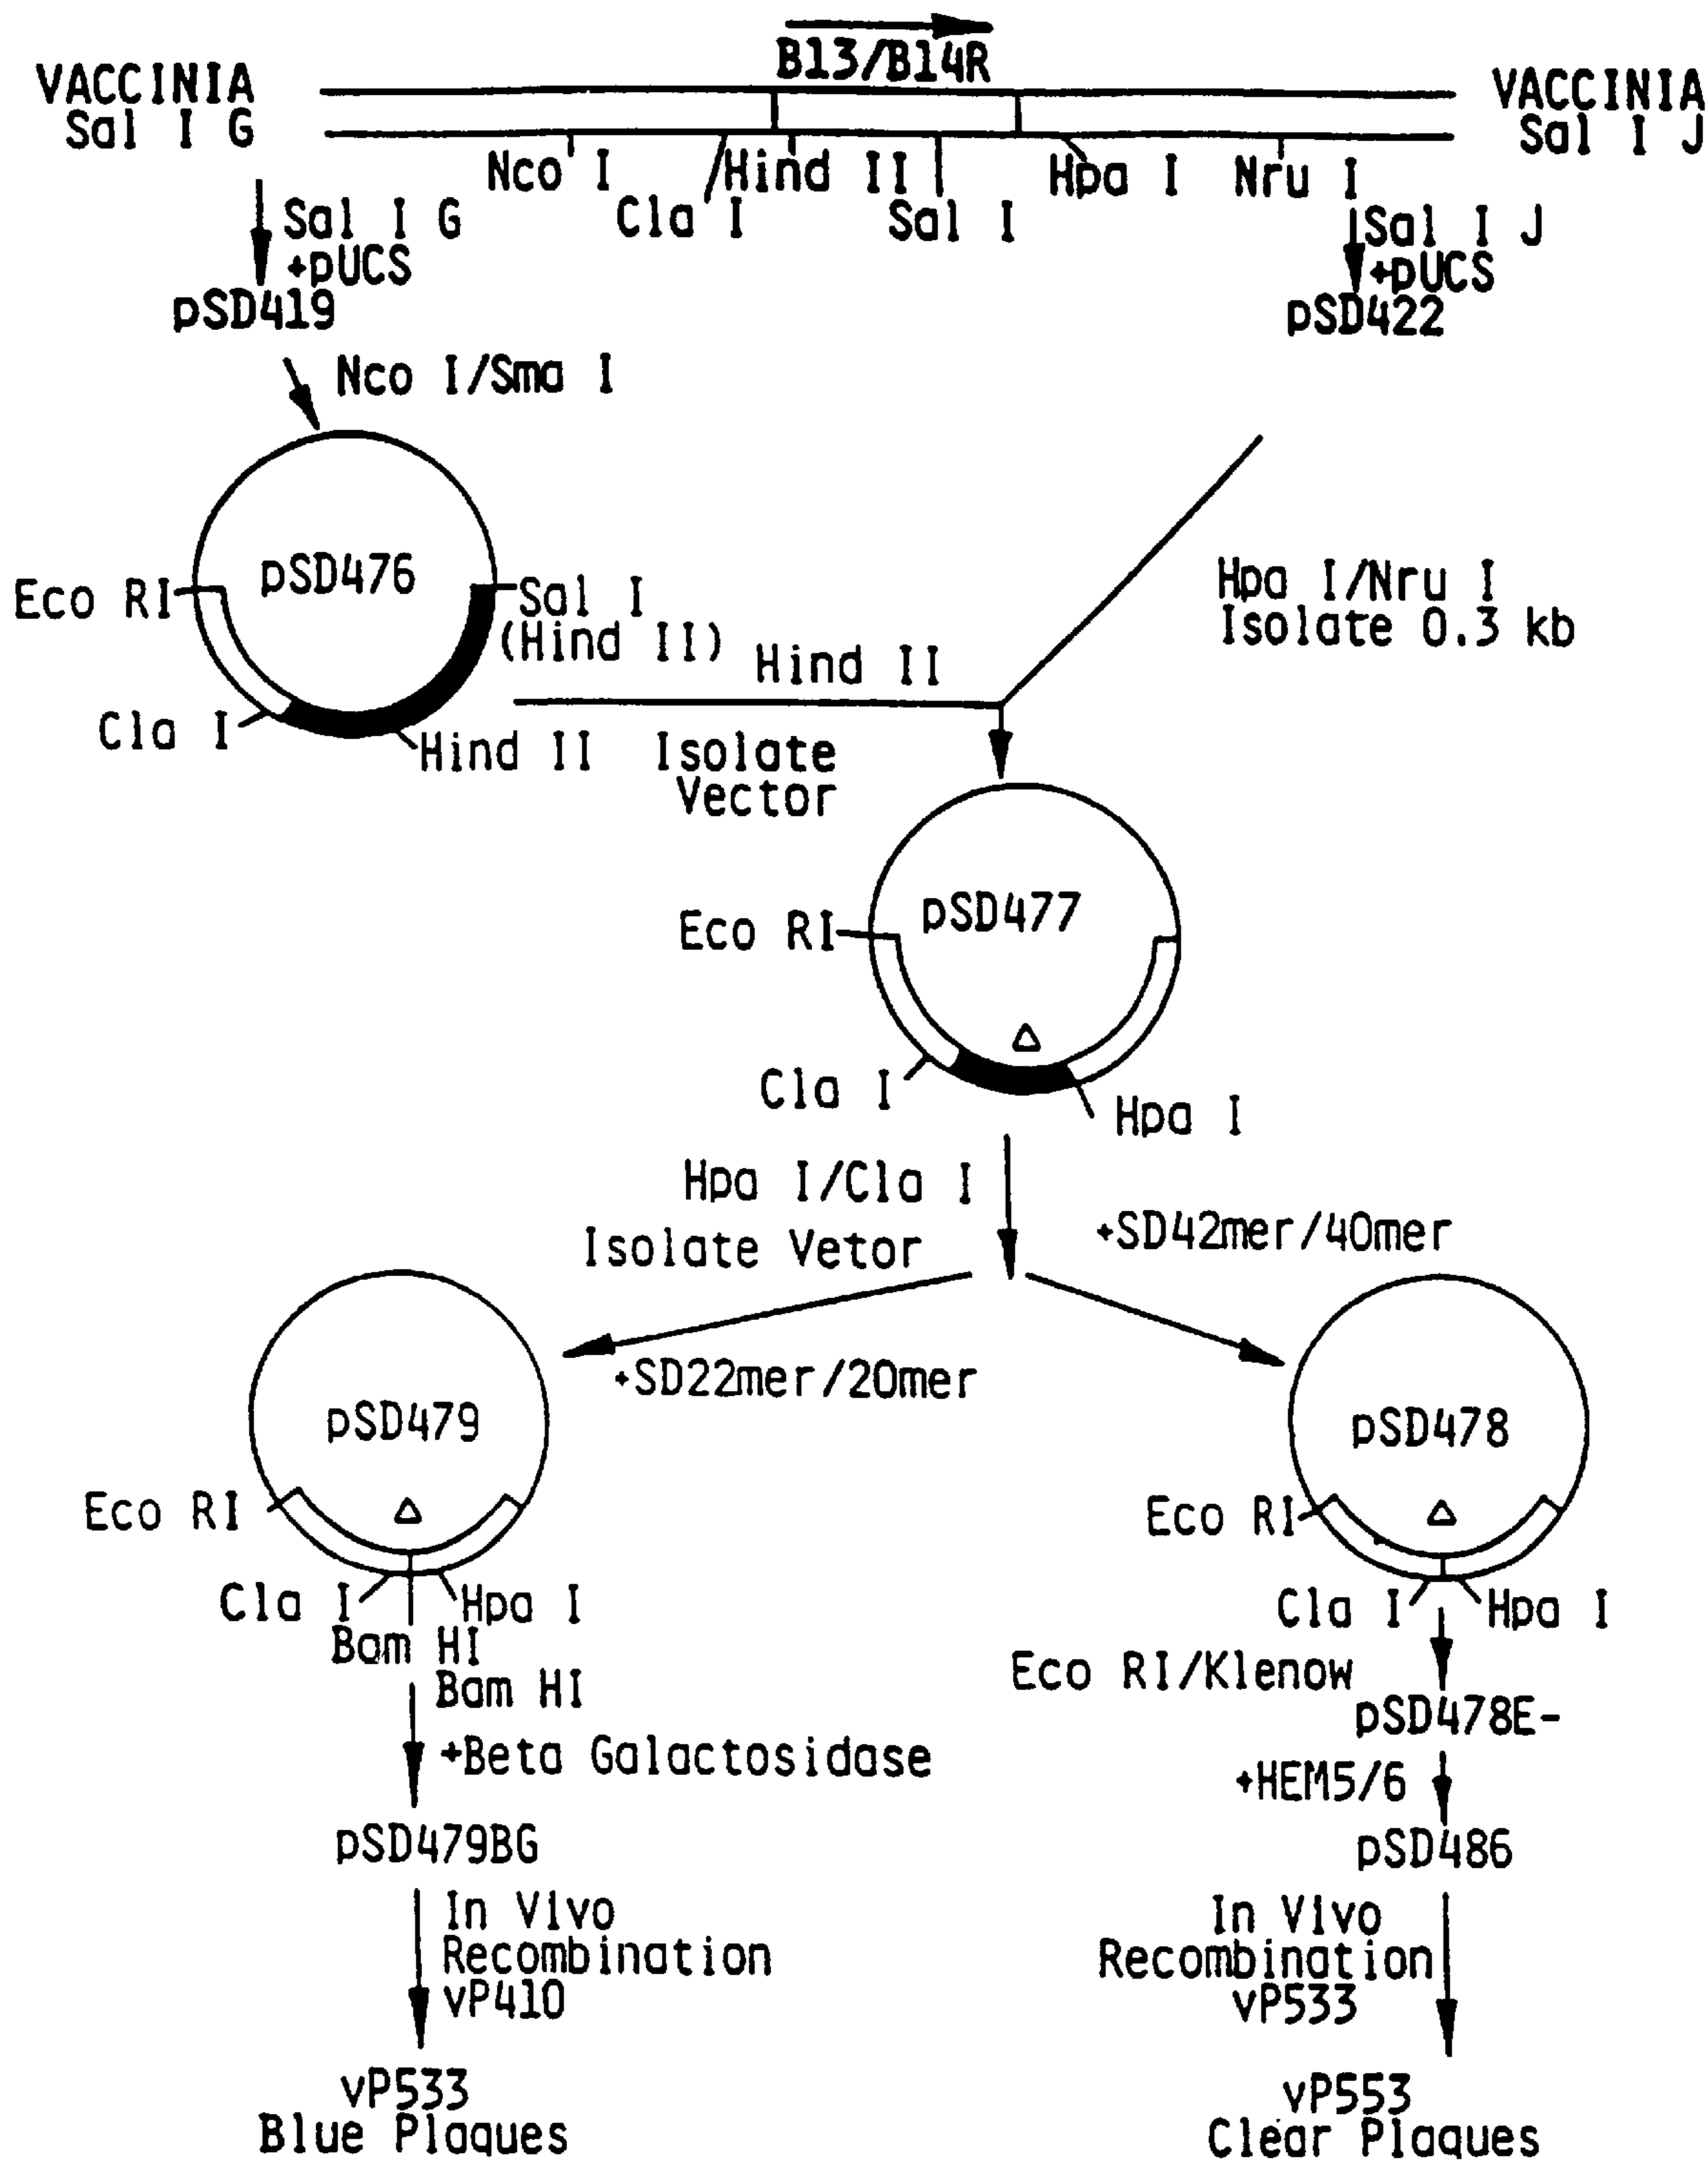 B13/B14R
VACCINIA
Sal I G
VACCINIA
Sal I J
Nco I
Cla I
Hind II
Sal I
Hpa I
Nru I
Sal I G
+pUCS
pSD419
Sal I J
+pUCS
pSD422
Nco I/Sma I
pSD476
Eco RI
Sal I
(Hind II)
Cla I
Hind II
Hind II
Isolate
Vector
Hpa I/Nru I
Isolate 0.3 kb
pSD477
Eco RI
Δ
Cla I
Hpa I
Hpa I/Cla I
Isolate Vetor
+SD42mer/40mer
+SD22mer/20mer
pSD479
Eco RI
Δ
Cla I
Hpa I
Bam HI
Bam HI
+Beta Galactosidase
pSD479BG
In Vivo
Recombination
vP410
vP533
Blue Plaques
pSD478
Eco RI
Δ
Cla I
Hpa I
Eco RI/Klenow
pSD478E-
+HEM5/6
pSD486
In Vivo
Recombination
vP533
vP553
Clear Plaques